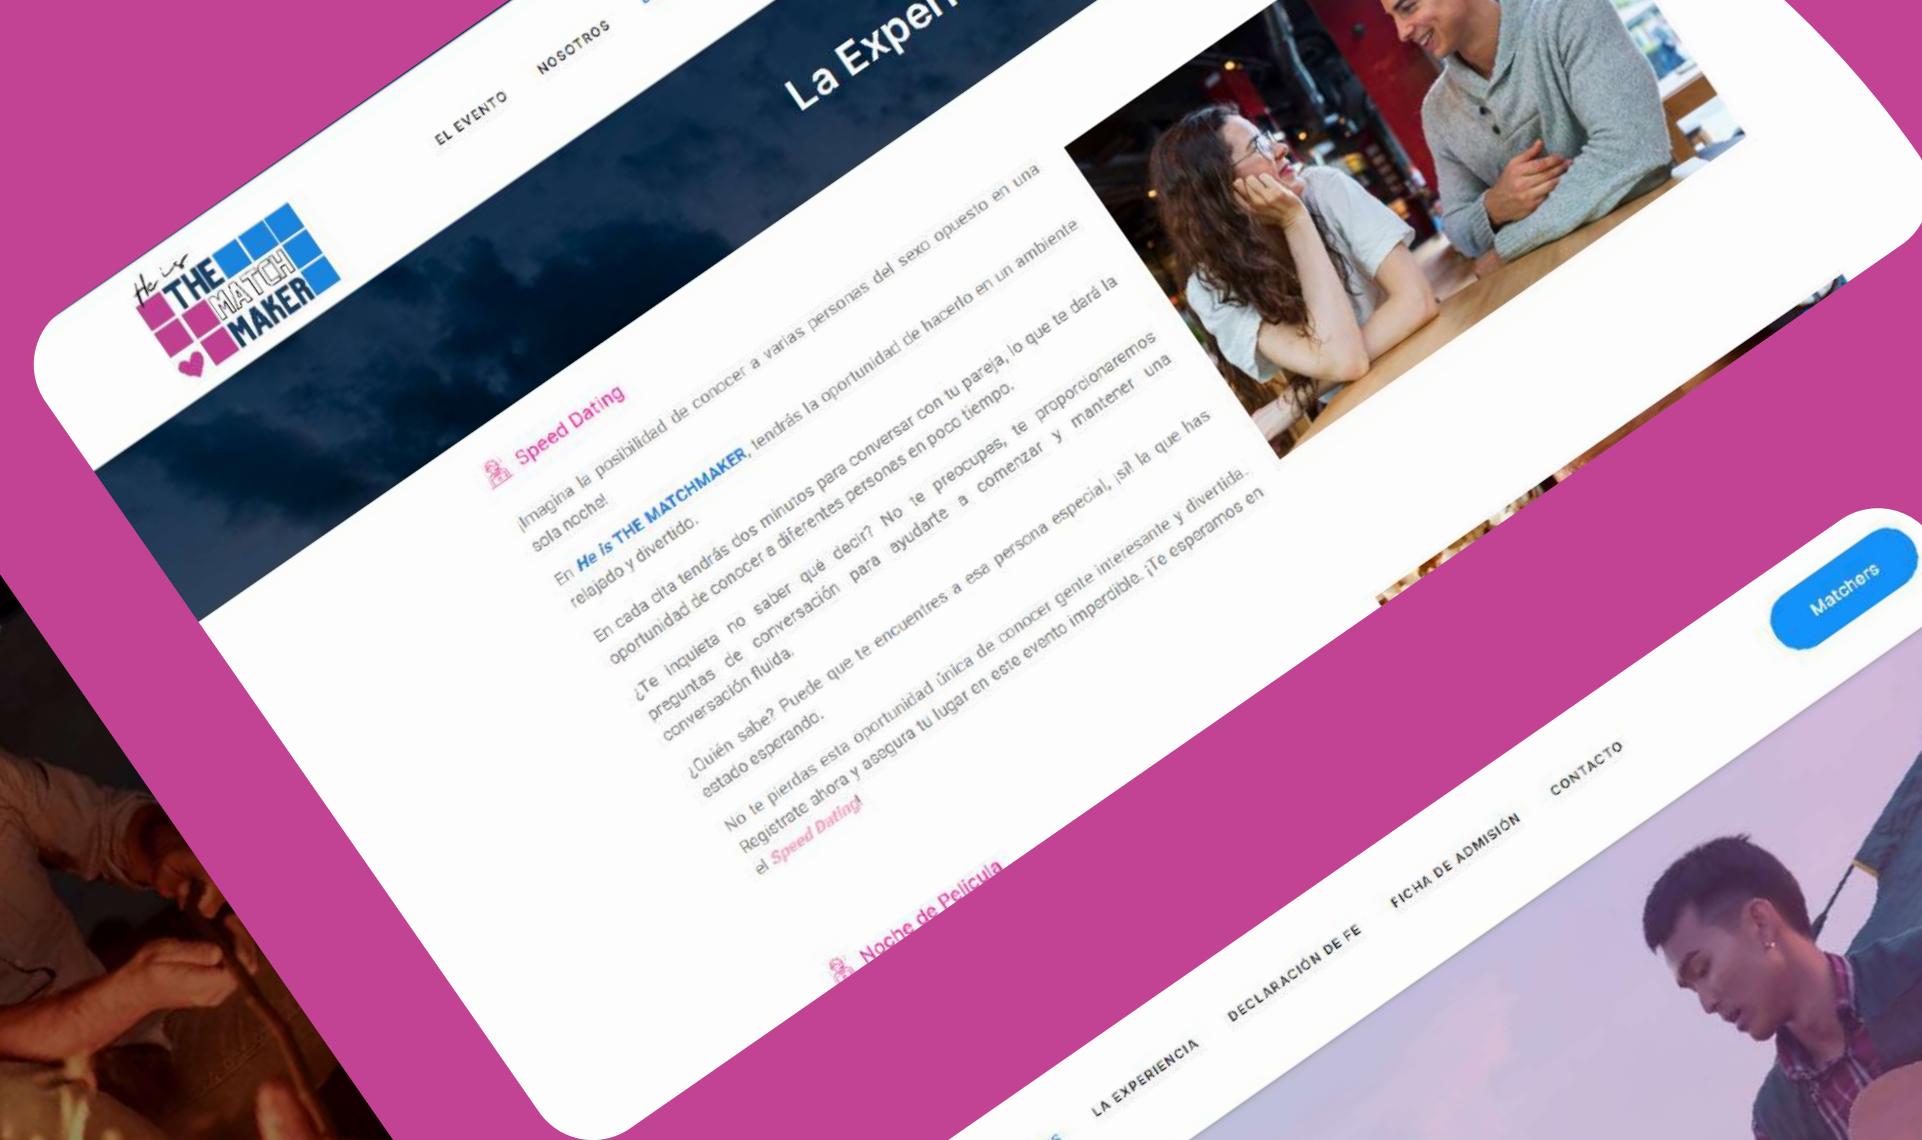 EL EVENTO
NOSOTROS
He is
THE
MATCH
MAKER
La Exper
Speed Dating
¡Imagina la posibilidad de conocer a varias personas del sexo opuesto en una
sola noche!
En He is THE MATCHMAKER, tendrás la oportunidad de hacerlo en un ambiente
relajado y divertido.
En cada cita tendrás dos minutos para conversar con tu pareja, lo que te dará la
oportunidad de conocer a diferentes personas en poco tiempo.
¿Te inquieta no saber qué decir? No te preocupes, te proporcionaremos
preguntas de conversación para ayudarte a comenzar y mantener una
conversación fluida.
¿Quién sabe? Puede que te encuentres a esa persona especial, ¡sí! la que has
estado esperando.
No te pierdas esta oportunidad única de conocer gente interesante y divertida.
Regístrate ahora y asegura tu lugar en este evento imperdible. ¡Te esperamos en
el Speed Dating!
Noche de Película
Matchers
LA EXPERIENCIA
DECLARACIÓN DE FE
FICHA DE ADMISIÓN
CONTACTO